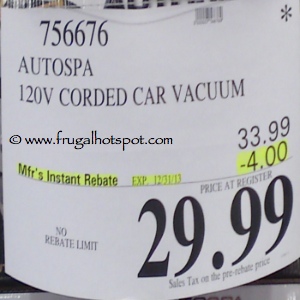 *
756676
AUTOSPA
120V CORDED CAR VACUUM
www.frugalhotspot.com
33.99
-4.00
Mfr's Instant Rebate EXP. 12/31/13
PRICE AT REGISTER
29.99
NO
REBATE LIMIT
Sales Tax on the pre-rebate price